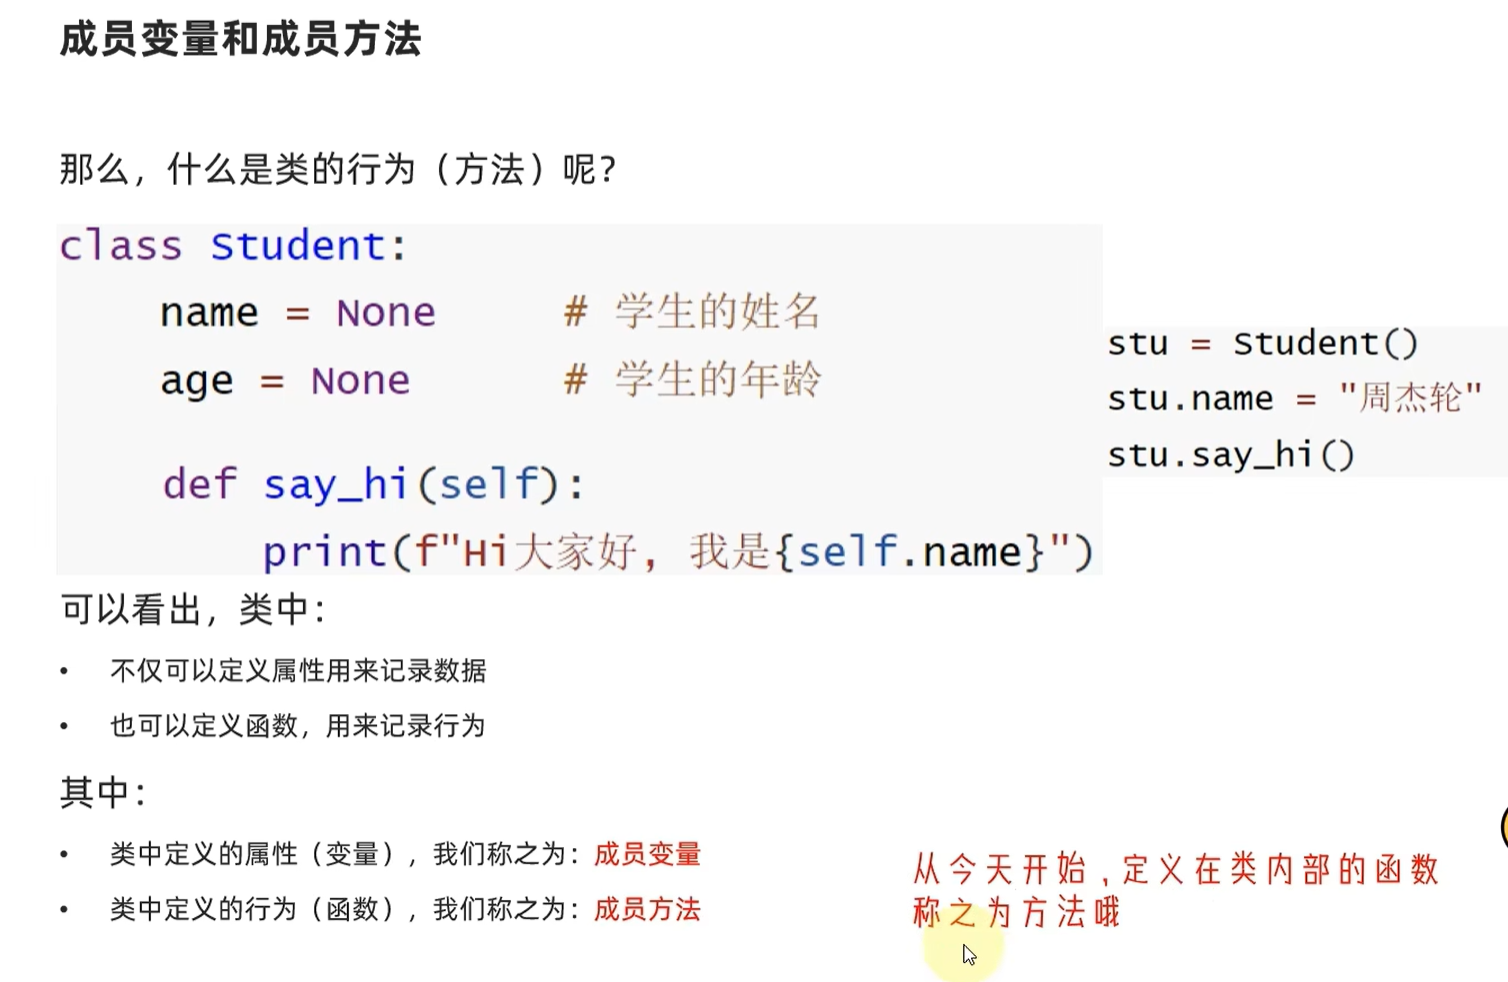 成员变量和成员方法
那么，什么是类的行为（方法）呢？
class Student:
name = None # 学生的姓名
age = None # 学生的年龄
def say_hi(self):
print(f"Hi大家好，我是{self.name}")
stu = Student()
stu.name = "周杰轮"
stu.say_hi()
可以看出，类中：
• 不仅可以定义属性用来记录数据
• 也可以定义函数，用来记录行为
其中：
• 类中定义的属性（变量），我们称之为：成员变量
• 类中定义的行为（函数），我们称之为：成员方法
从今天开始，定义在类内部的函数
称之为方法哦